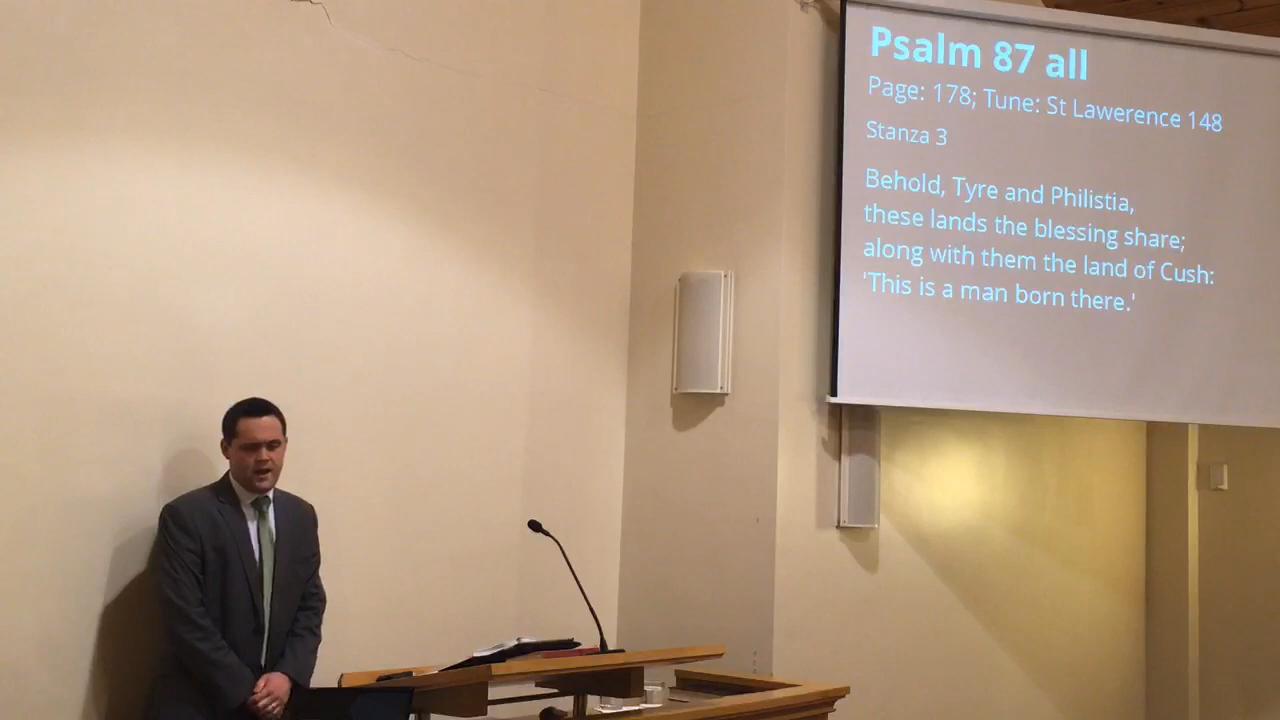 Psalm 87 all
Page: 178; Tune: St Lawerence 148
Stanza 3
Behold, Tyre and Philistia,
these lands the blessing share;
along with them the land of Cush:
'This is a man born there.'